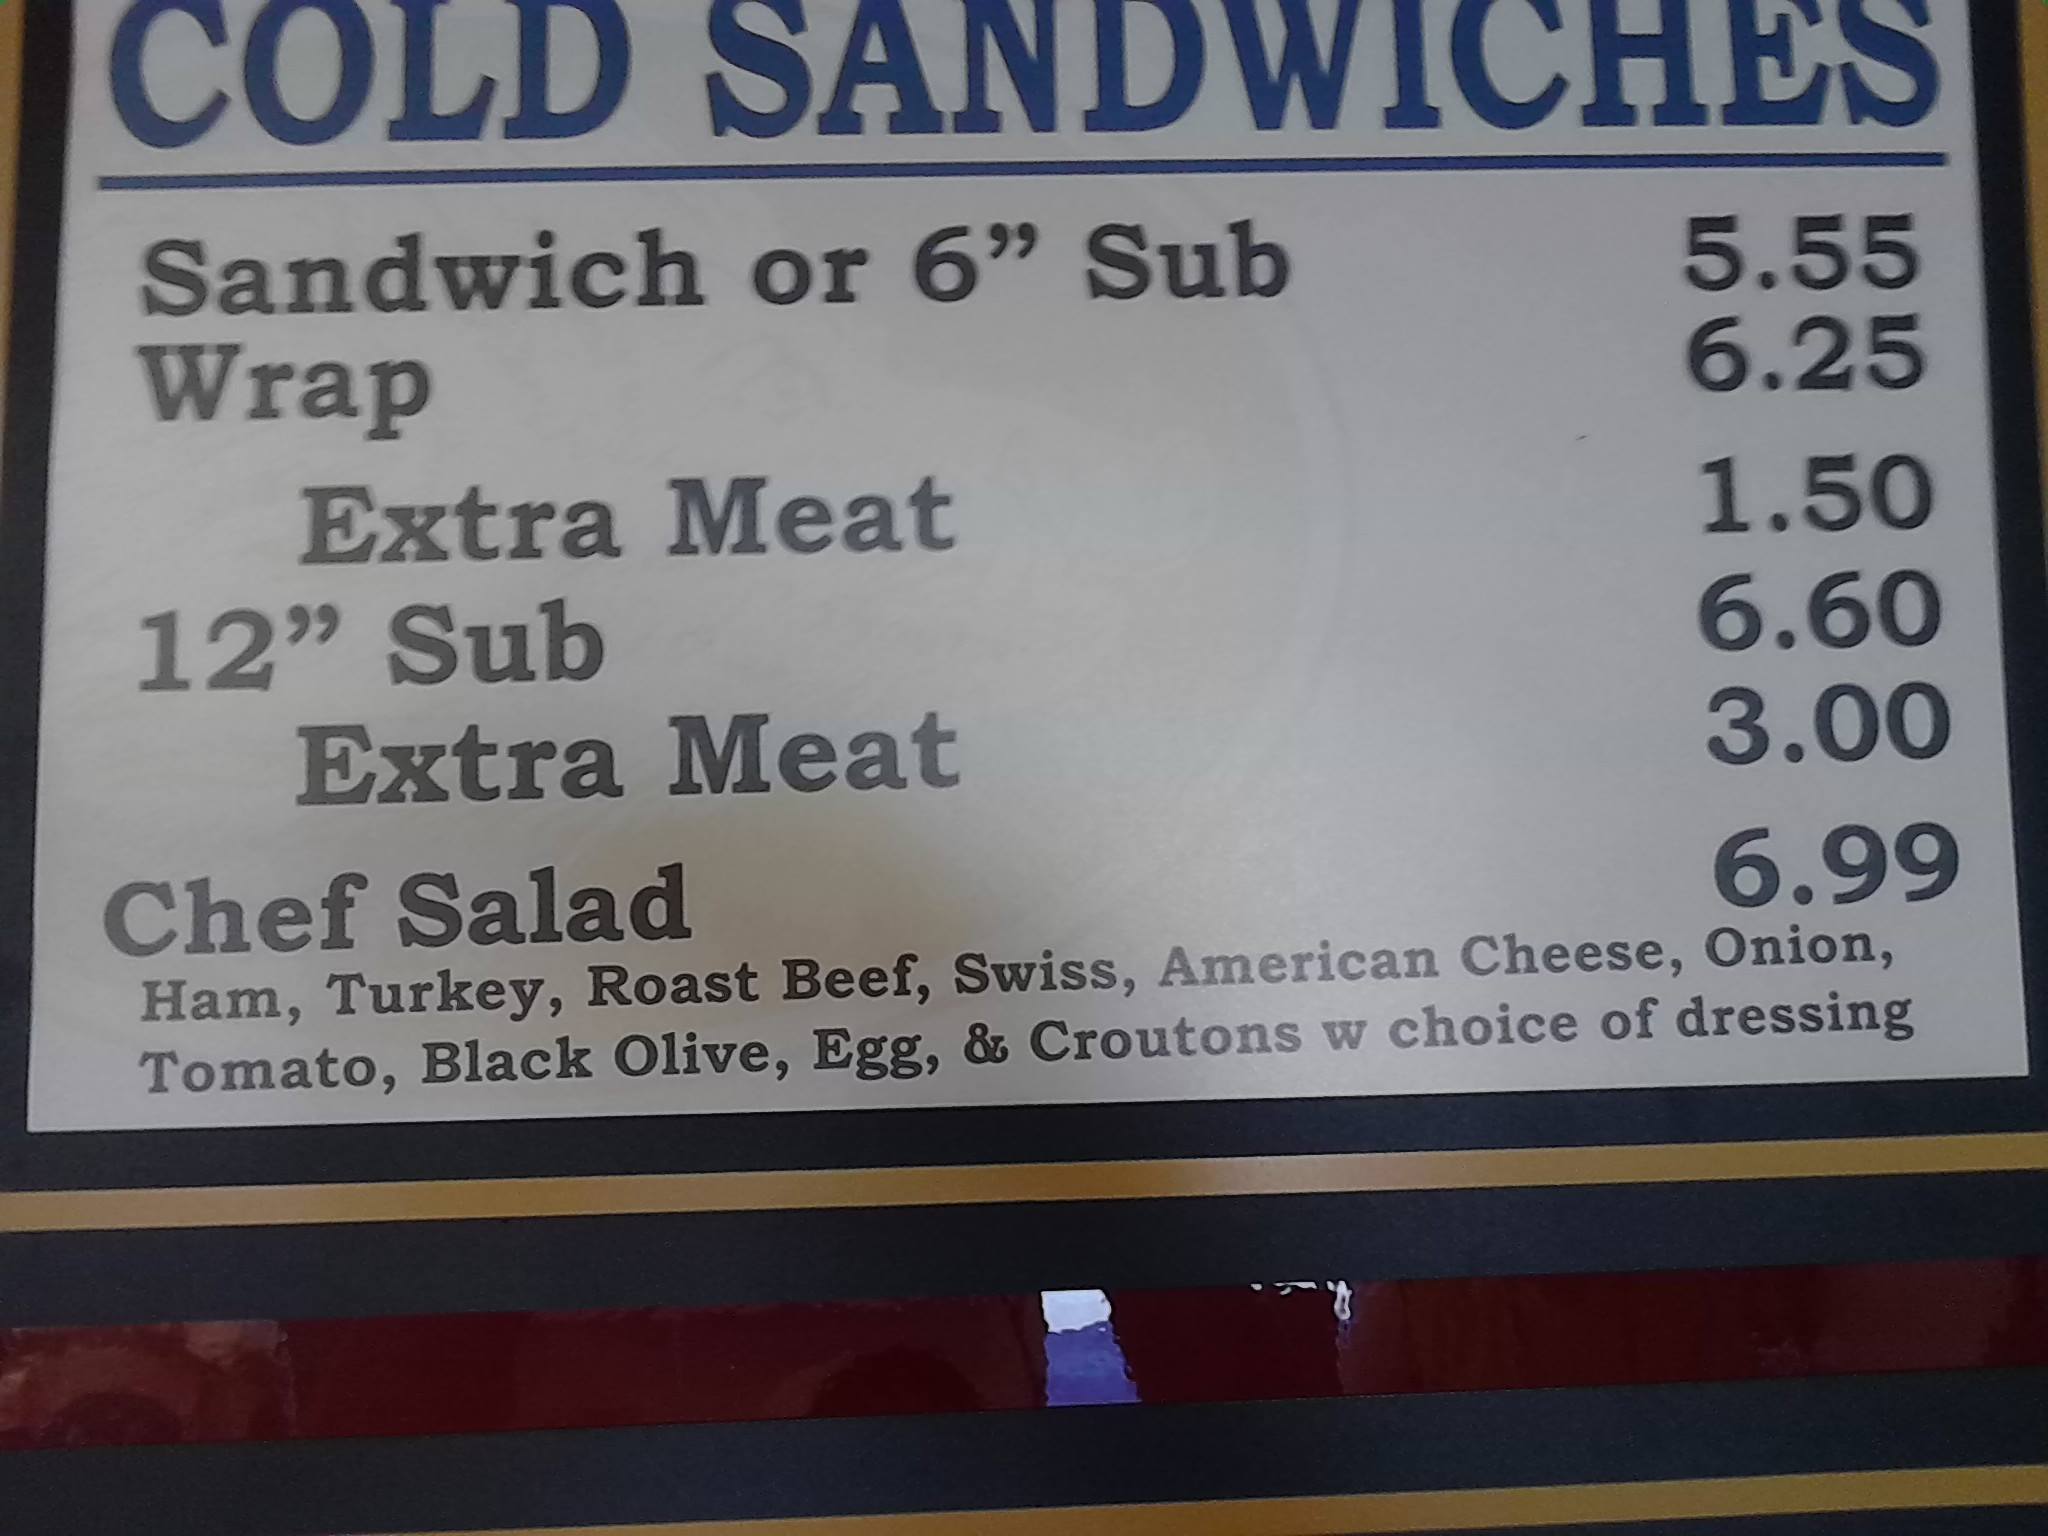 COLD SANDWICHES
Sandwich or 6” Sub 5.55
Wrap 6.25
Extra Meat 1.50
12” Sub 6.60
Extra Meat 3.00
Chef Salad 6.99
Ham, Turkey, Roast Beef, Swiss, American Cheese, Onion,
Tomato, Black Olive, Egg, & Croutons w choice of dressing